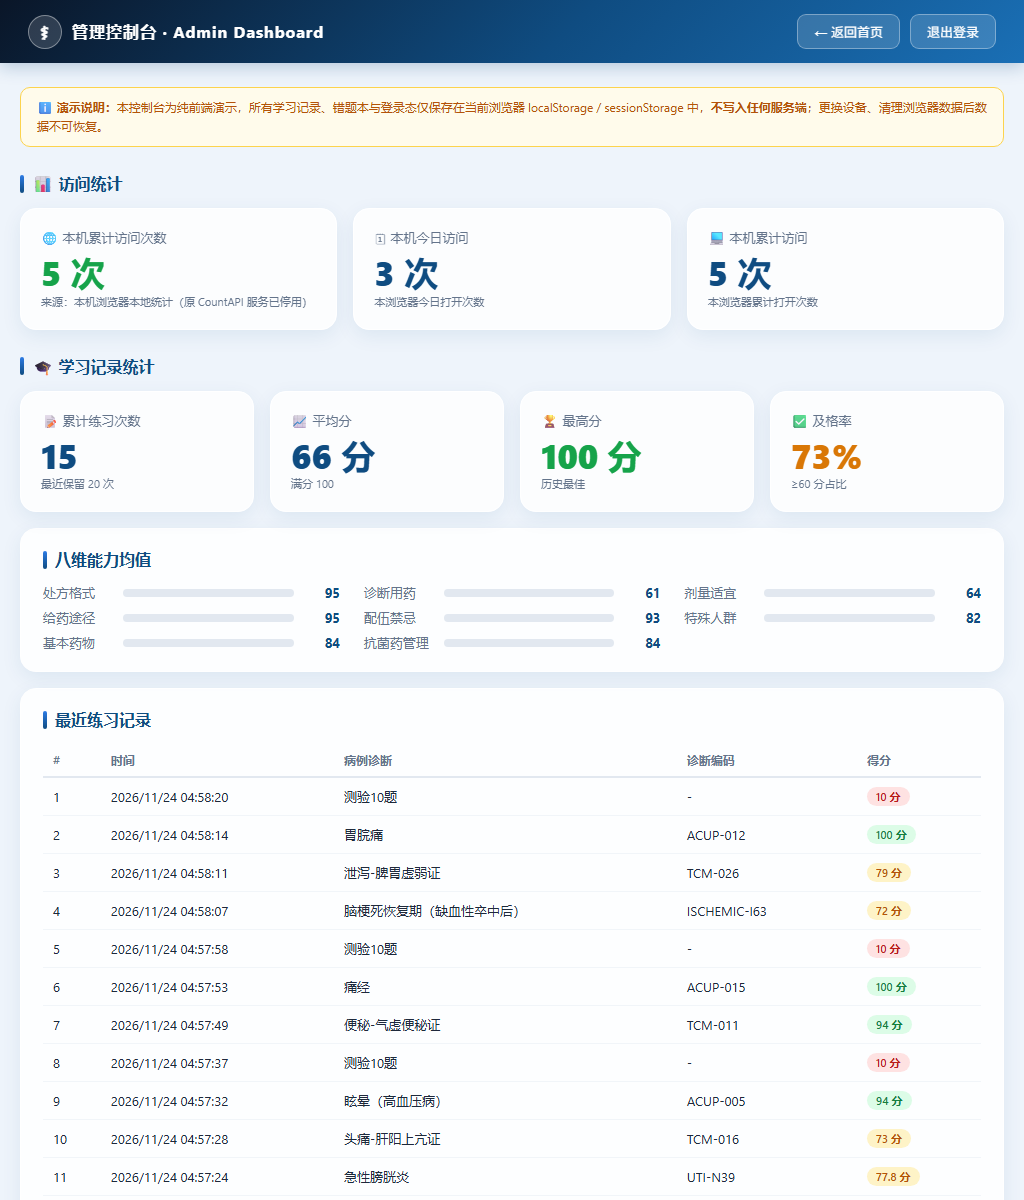 管理控制台 · Admin Dashboard
← 返回首页
退出登录
演示说明：本控制台为纯前端演示，所有学习记录、错题本与登录态仅保存在当前浏览器 localStorage / sessionStorage 中，不写入任何服务端；更换设备、清理浏览器数据后数
据不可恢复。
访问统计
本机累计访问次数
5 次
来源：本机浏览器本地统计（原 CountAPI 服务已停用）
本机今日访问
3 次
本浏览器今日打开次数
本机累计访问
5 次
本浏览器累计打开次数
学习记录统计
累计练习次数
15
最近保留 20 次
平均分
66 分
满分 100
最高分
100 分
历史最佳
及格率
73%
≥60 分占比
八维能力均值
处方格式 95 诊断用药 61 剂量适宜 64
给药途径 95 配伍禁忌 93 特殊人群 82
基本药物 84 抗菌药管理 84
最近练习记录
# 时间 病例诊断 诊断编码 得分
1 2026/11/24 04:58:20 测验10题 - 10 分
2 2026/11/24 04:58:14 胃脘痛 ACUP-012 100 分
3 2026/11/24 04:58:11 泄泻-脾胃虚弱证 TCM-026 79 分
4 2026/11/24 04:58:07 脑梗死恢复期（缺血性卒中后） ISCHEMIC-I63 72 分
5 2026/11/24 04:57:58 测验10题 - 10 分
6 2026/11/24 04:57:53 痛经 ACUP-015 100 分
7 2026/11/24 04:57:49 便秘-气虚便秘证 TCM-011 94 分
8 2026/11/24 04:57:37 测验10题 - 10 分
9 2026/11/24 04:57:32 眩晕（高血压病） ACUP-005 94 分
10 2026/11/24 04:57:28 头痛-肝阳上亢证 TCM-016 73 分
11 2026/11/24 04:57:24 急性膀胱炎 UTI-N39 77.8 分